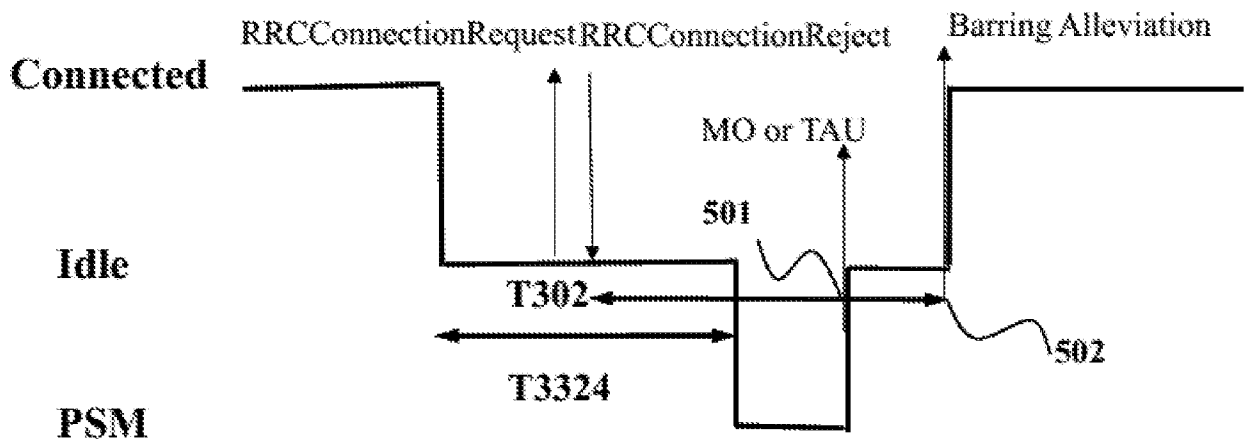 RRCConnectionRequest RRCConnectionReject Barring Alleviation
Connected
MO or TAU
501
Idle
T302
502
T3324
PSM